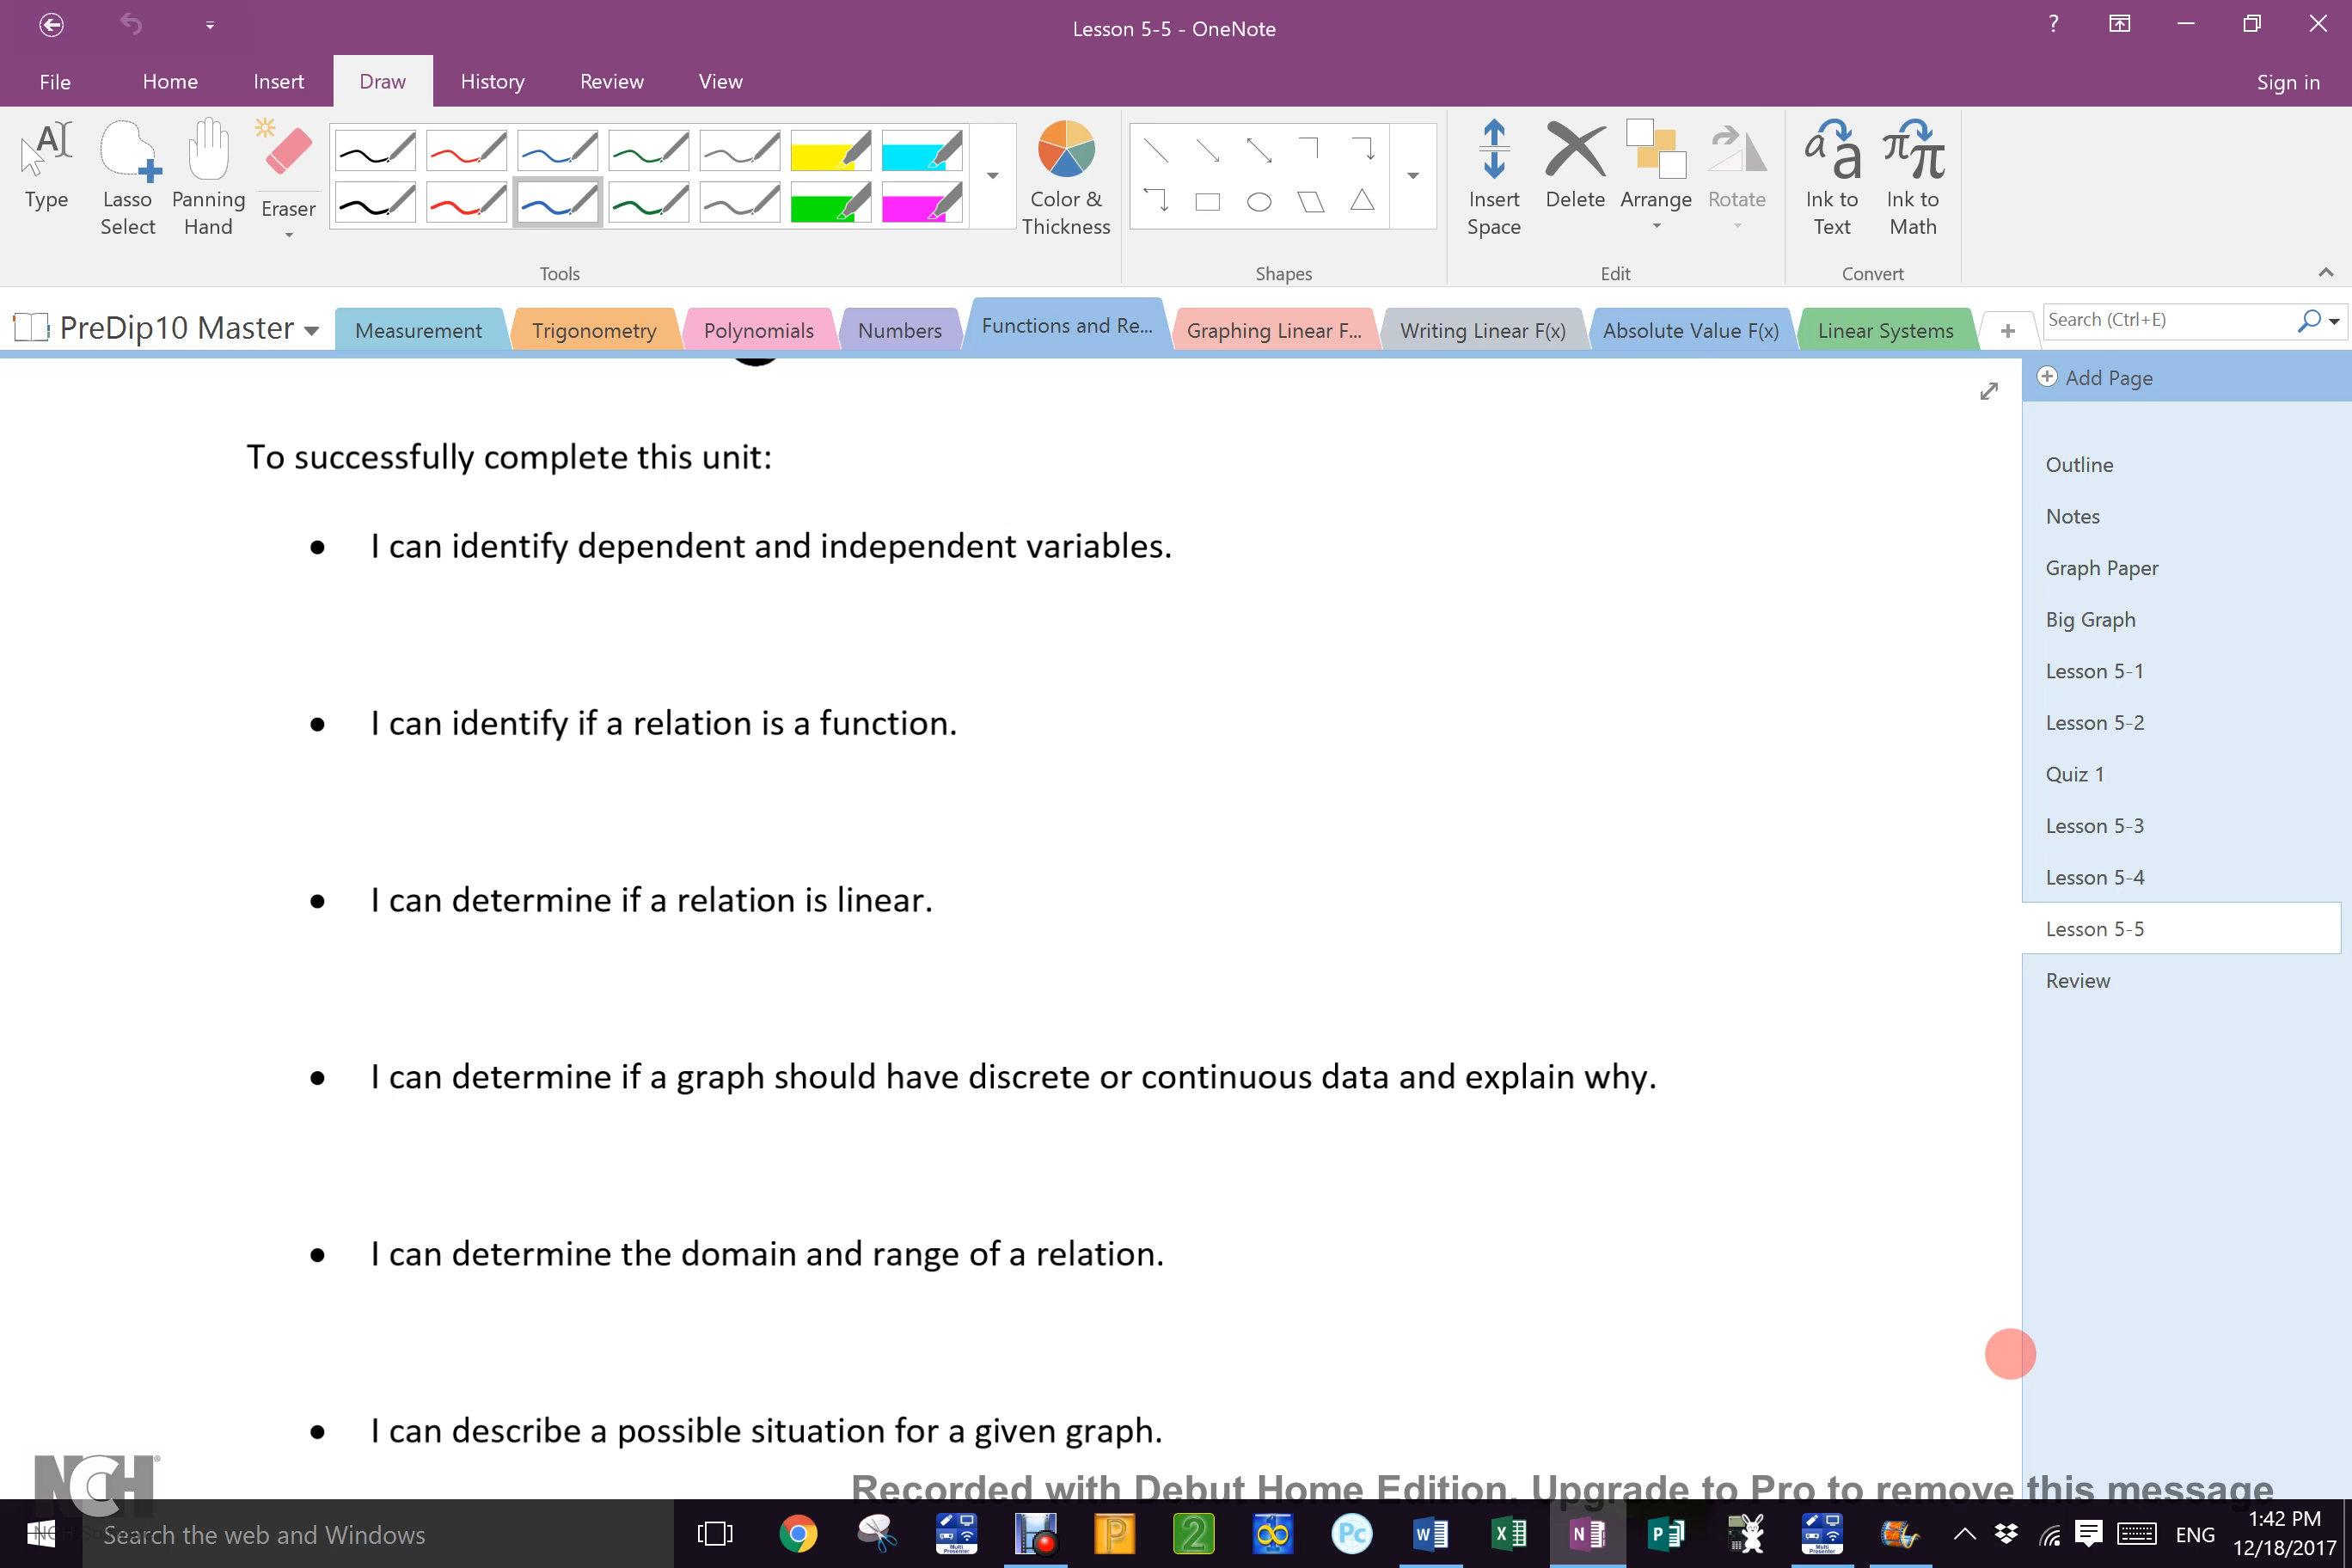 Lesson 5-5 - OneNote
?
File Home Insert Draw History Review View Sign in
Type
Lasso Select
Panning Hand
Eraser
Color & Thickness
Insert Space
Delete
Arrange
Rotate
Ink to Text
Ink to Math
Tools Shapes Edit Convert
PreDip10 Master Measurement Trigonometry Polynomials Numbers Functions and Re... Graphing Linear F... Writing Linear F(x) Absolute Value F(x) Linear Systems + Search (Ctrl+E)
Add Page
To successfully complete this unit:
• I can identify dependent and independent variables.
• I can identify if a relation is a function.
• I can determine if a relation is linear.
• I can determine if a graph should have discrete or continuous data and explain why.
• I can determine the domain and range of a relation.
• I can describe a possible situation for a given graph.
Outline
Notes
Graph Paper
Big Graph
Lesson 5-1
Lesson 5-2
Quiz 1
Lesson 5-3
Lesson 5-4
Lesson 5-5
Review
NCH
Recorded with Debut Home Edition. Upgrade to Pro to remove this message
Search the web and Windows
ENG
1:42 PM
12/18/2017